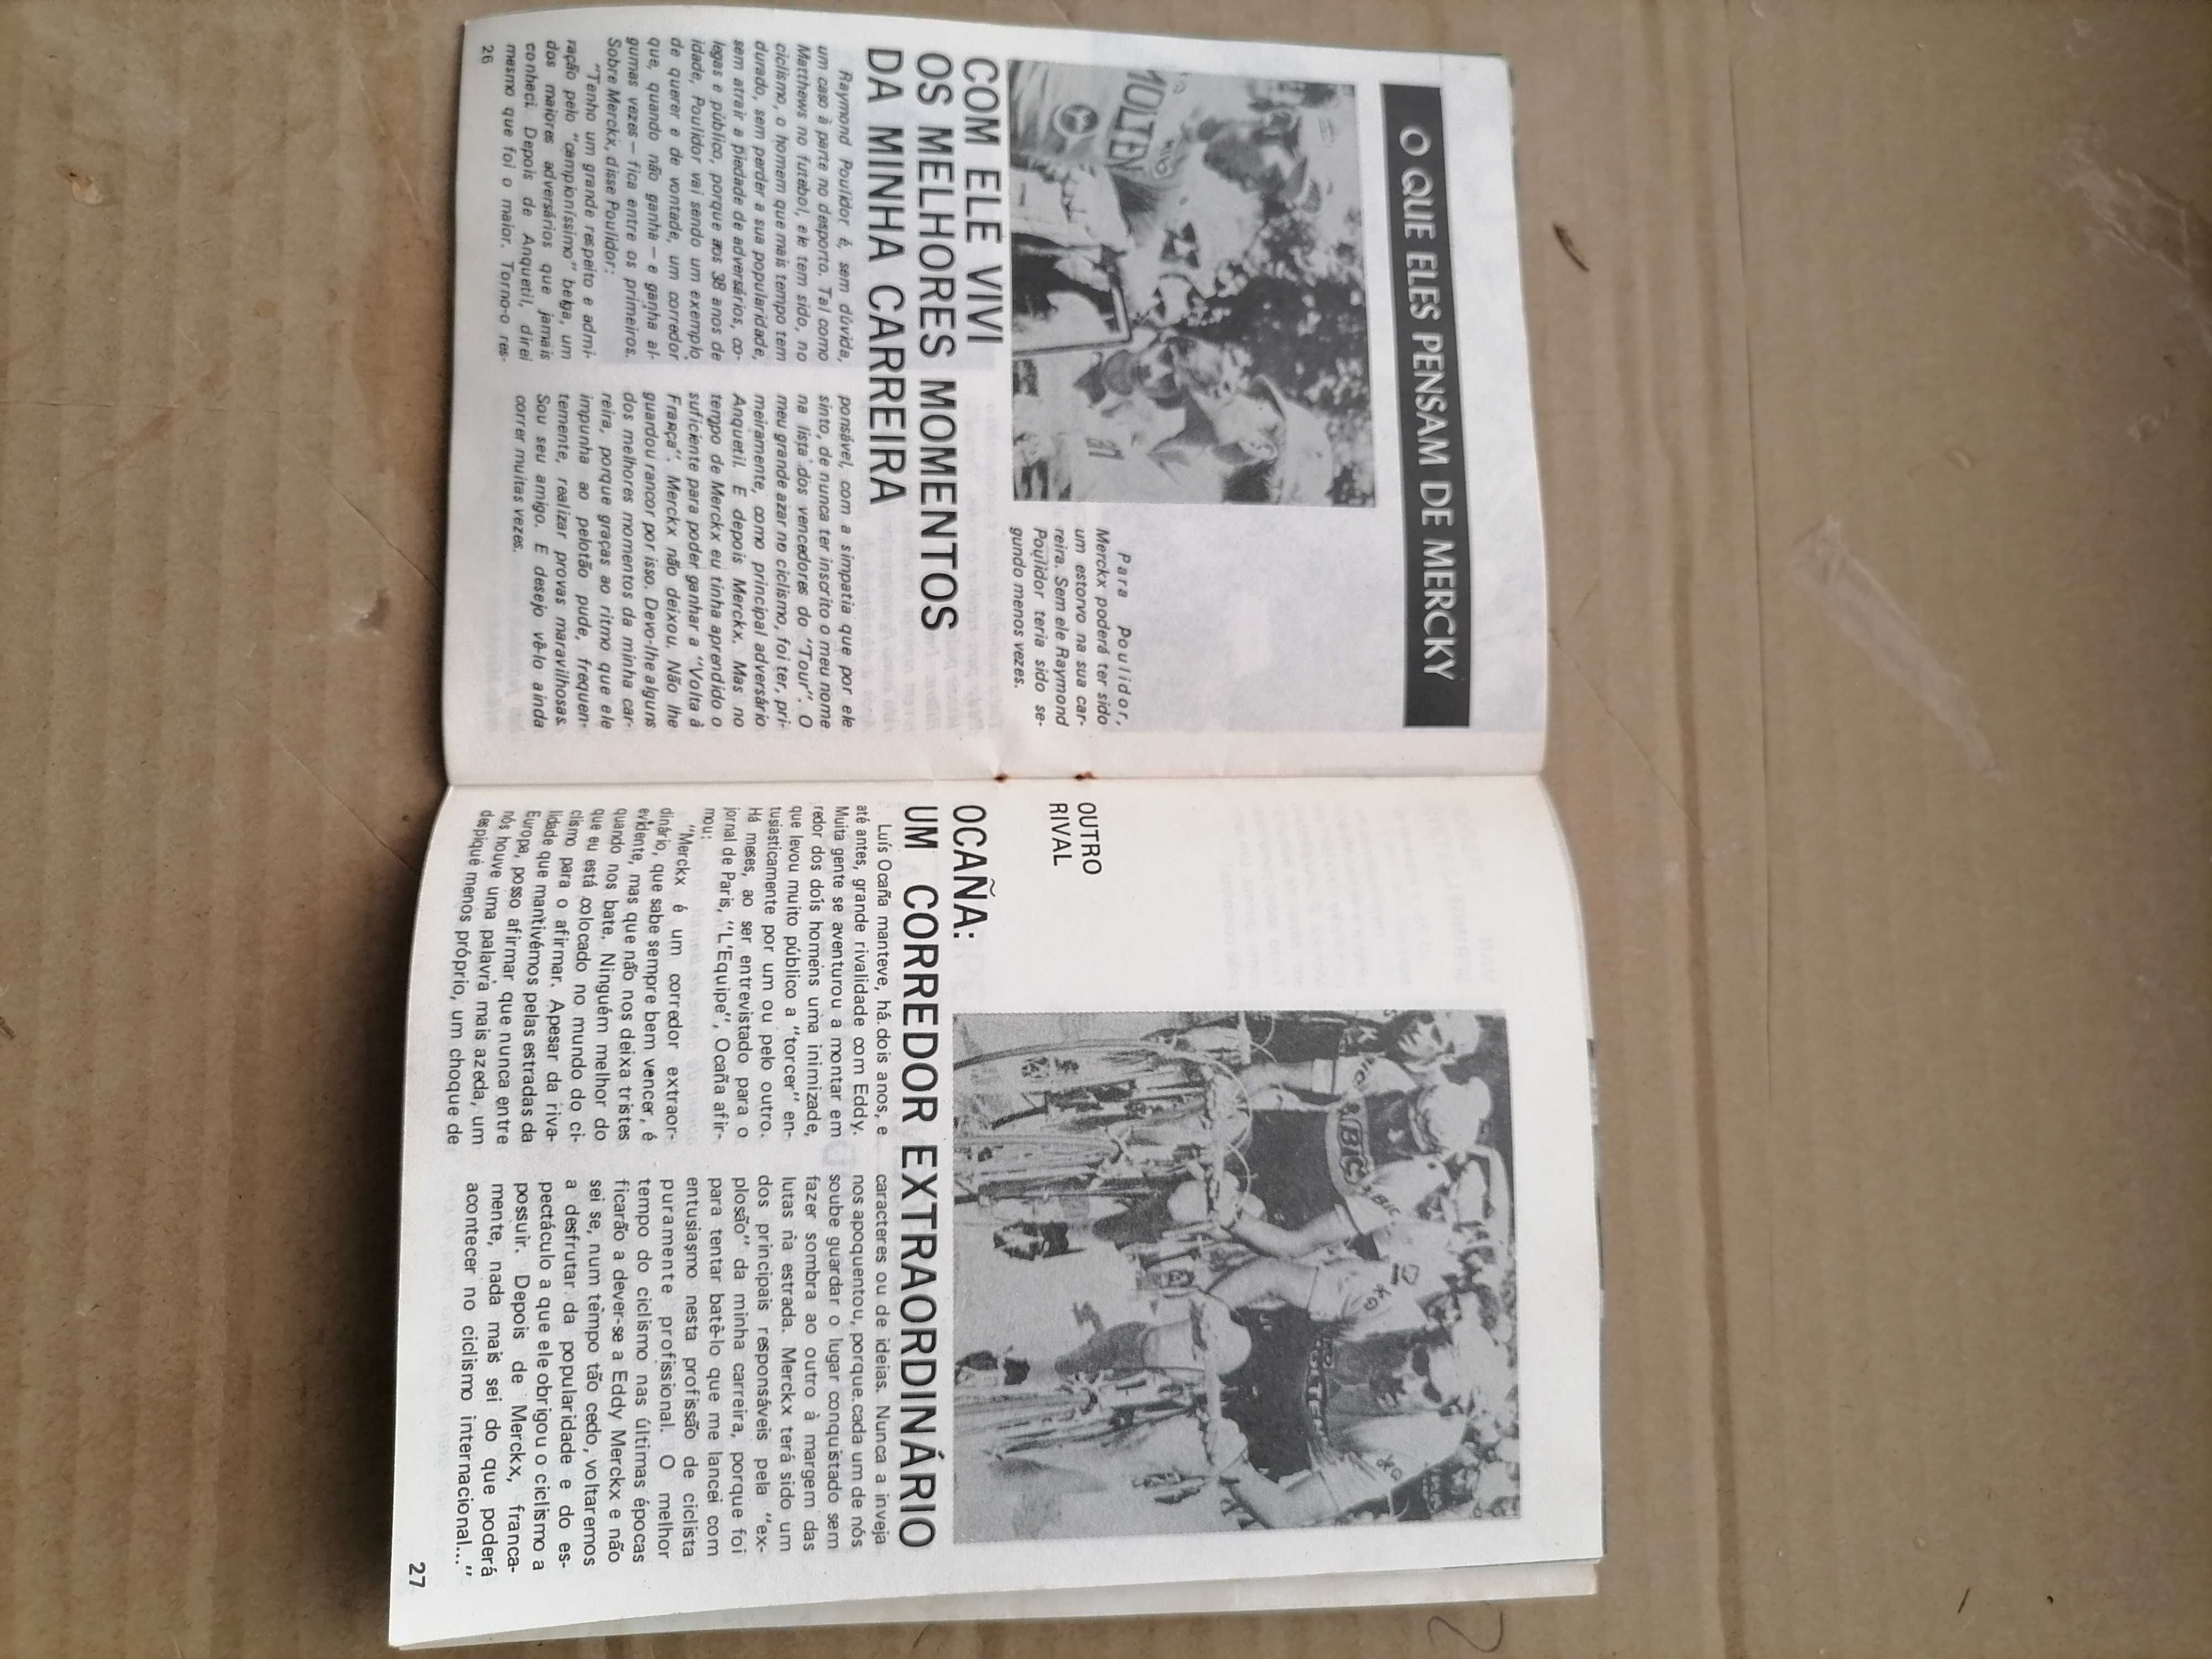 O QUE ELES PENSAM DE MERCKY
MOLTEN
Para Poulidor,
Merckx poderá ter sido
um estorvo na sua car-
reira. Sem ele Raymond
Poulidor teria sido se-
gundo menos vezes.
COM ELE VIVI
OS MELHORES MOMENTOS
DA MINHA CARREIRA
Raymond Poulidor é, sem dúvida,
um caso à parte no desporto. Tal como
Matthews no futebol, ele tem sido, no
ciclismo, o homem que mais tempo tem
durado, sem perder a sua popularidade,
sem atrair a piedade de adversários, co-
legas e público, porque aos 38 anos de
idade, Poulidor vai sendo um exemplo
de querer e de vontade, um corredor
que, quando não ganha — e ganha al-
gumas vezes — fica entre os primeiros.
Sobre Merckx, disse Poulidor:
"Tenho um grande respeito e admi-
ração pelo "campioníssimo" belga, um
dos maiores adversários que jamais
conheci. Depois de Anquetil, direi
mesmo que foi o maior. Torno-o res-
ponsável, com a simpatia que por ele
sinto, de nunca ter inscrito o meu nome
na lista dos vencedores do "Tour". O
meu grande azar no ciclismo, foi ter, pri-
meiramente, como principal adversário
Anquetil. E depois Merckx. Mas no
tempo de Merckx eu tinha aprendido o
suficiente para poder ganhar a "Volta à
França". Merckx não deixou. Não lhe
guardou rancor por isso. Devo-lhe alguns
dos melhores momentos da minha car-
reira, porque graças ao ritmo que ele
impunha ao pelotão pude, frequen-
temente, realizar provas maravilhosas.
Sou seu amigo. E desejo vê-lo ainda
correr muitas vezes.
26
OUTRO
RIVAL
BIC
BIC
OCAÑA:
UM CORREDOR EXTRAORDINÁRIO
Luís Ocaña manteve, há dois anos, e
até antes, grande rivalidade com Eddy.
Muita gente se aventurou a montar em
redor dos dois homens uma inimizade,
que levou muito público a "torcer" en-
tusiasticamente por um ou pelo outro.
Há meses, ao ser entrevistado para o
jornal de Paris, "L'Equipe", Ocaña afir-
mou:
"Merckx é um corredor extraor-
dinário, que sabe sempre bem vencer, é
evidente, mas que não nos deixa tristes
quando nos bate. Ninguém melhor do
que eu está colocado no mundo do ci-
clismo para o afirmar. Apesar da riva-
lidade que mantivémos pelas estradas da
Europa, posso afirmar que nunca entre
nós houve uma palavra mais azeda, um
despique menos próprio, um choque de
caracteres ou de ideias. Nunca a inveja
nos apoquentou, porque cada um de nós
soube guardar o lugar conquistado sem
fazer sombra ao outro à margem das
lutas na estrada. Merckx terá sido um
dos principais responsáveis pela "ex-
plosão" da minha carreira, porque foi
para tentar batê-lo que me lancei com
entusiasmo nesta profissão de ciclista
puramente profissional. O melhor
tempo do ciclismo nas últimas épocas
ficarão a dever-se a Eddy Merckx e não
sei se, num têmpo tão cedo, voltaremos
a desfrutar da popularidade e do es-
pectáculo a que ele obrigou o ciclismo a
possuir. Depois de Merckx, franca-
mente, nada mais sei do que poderá
acontecer no ciclismo internacional..."
27